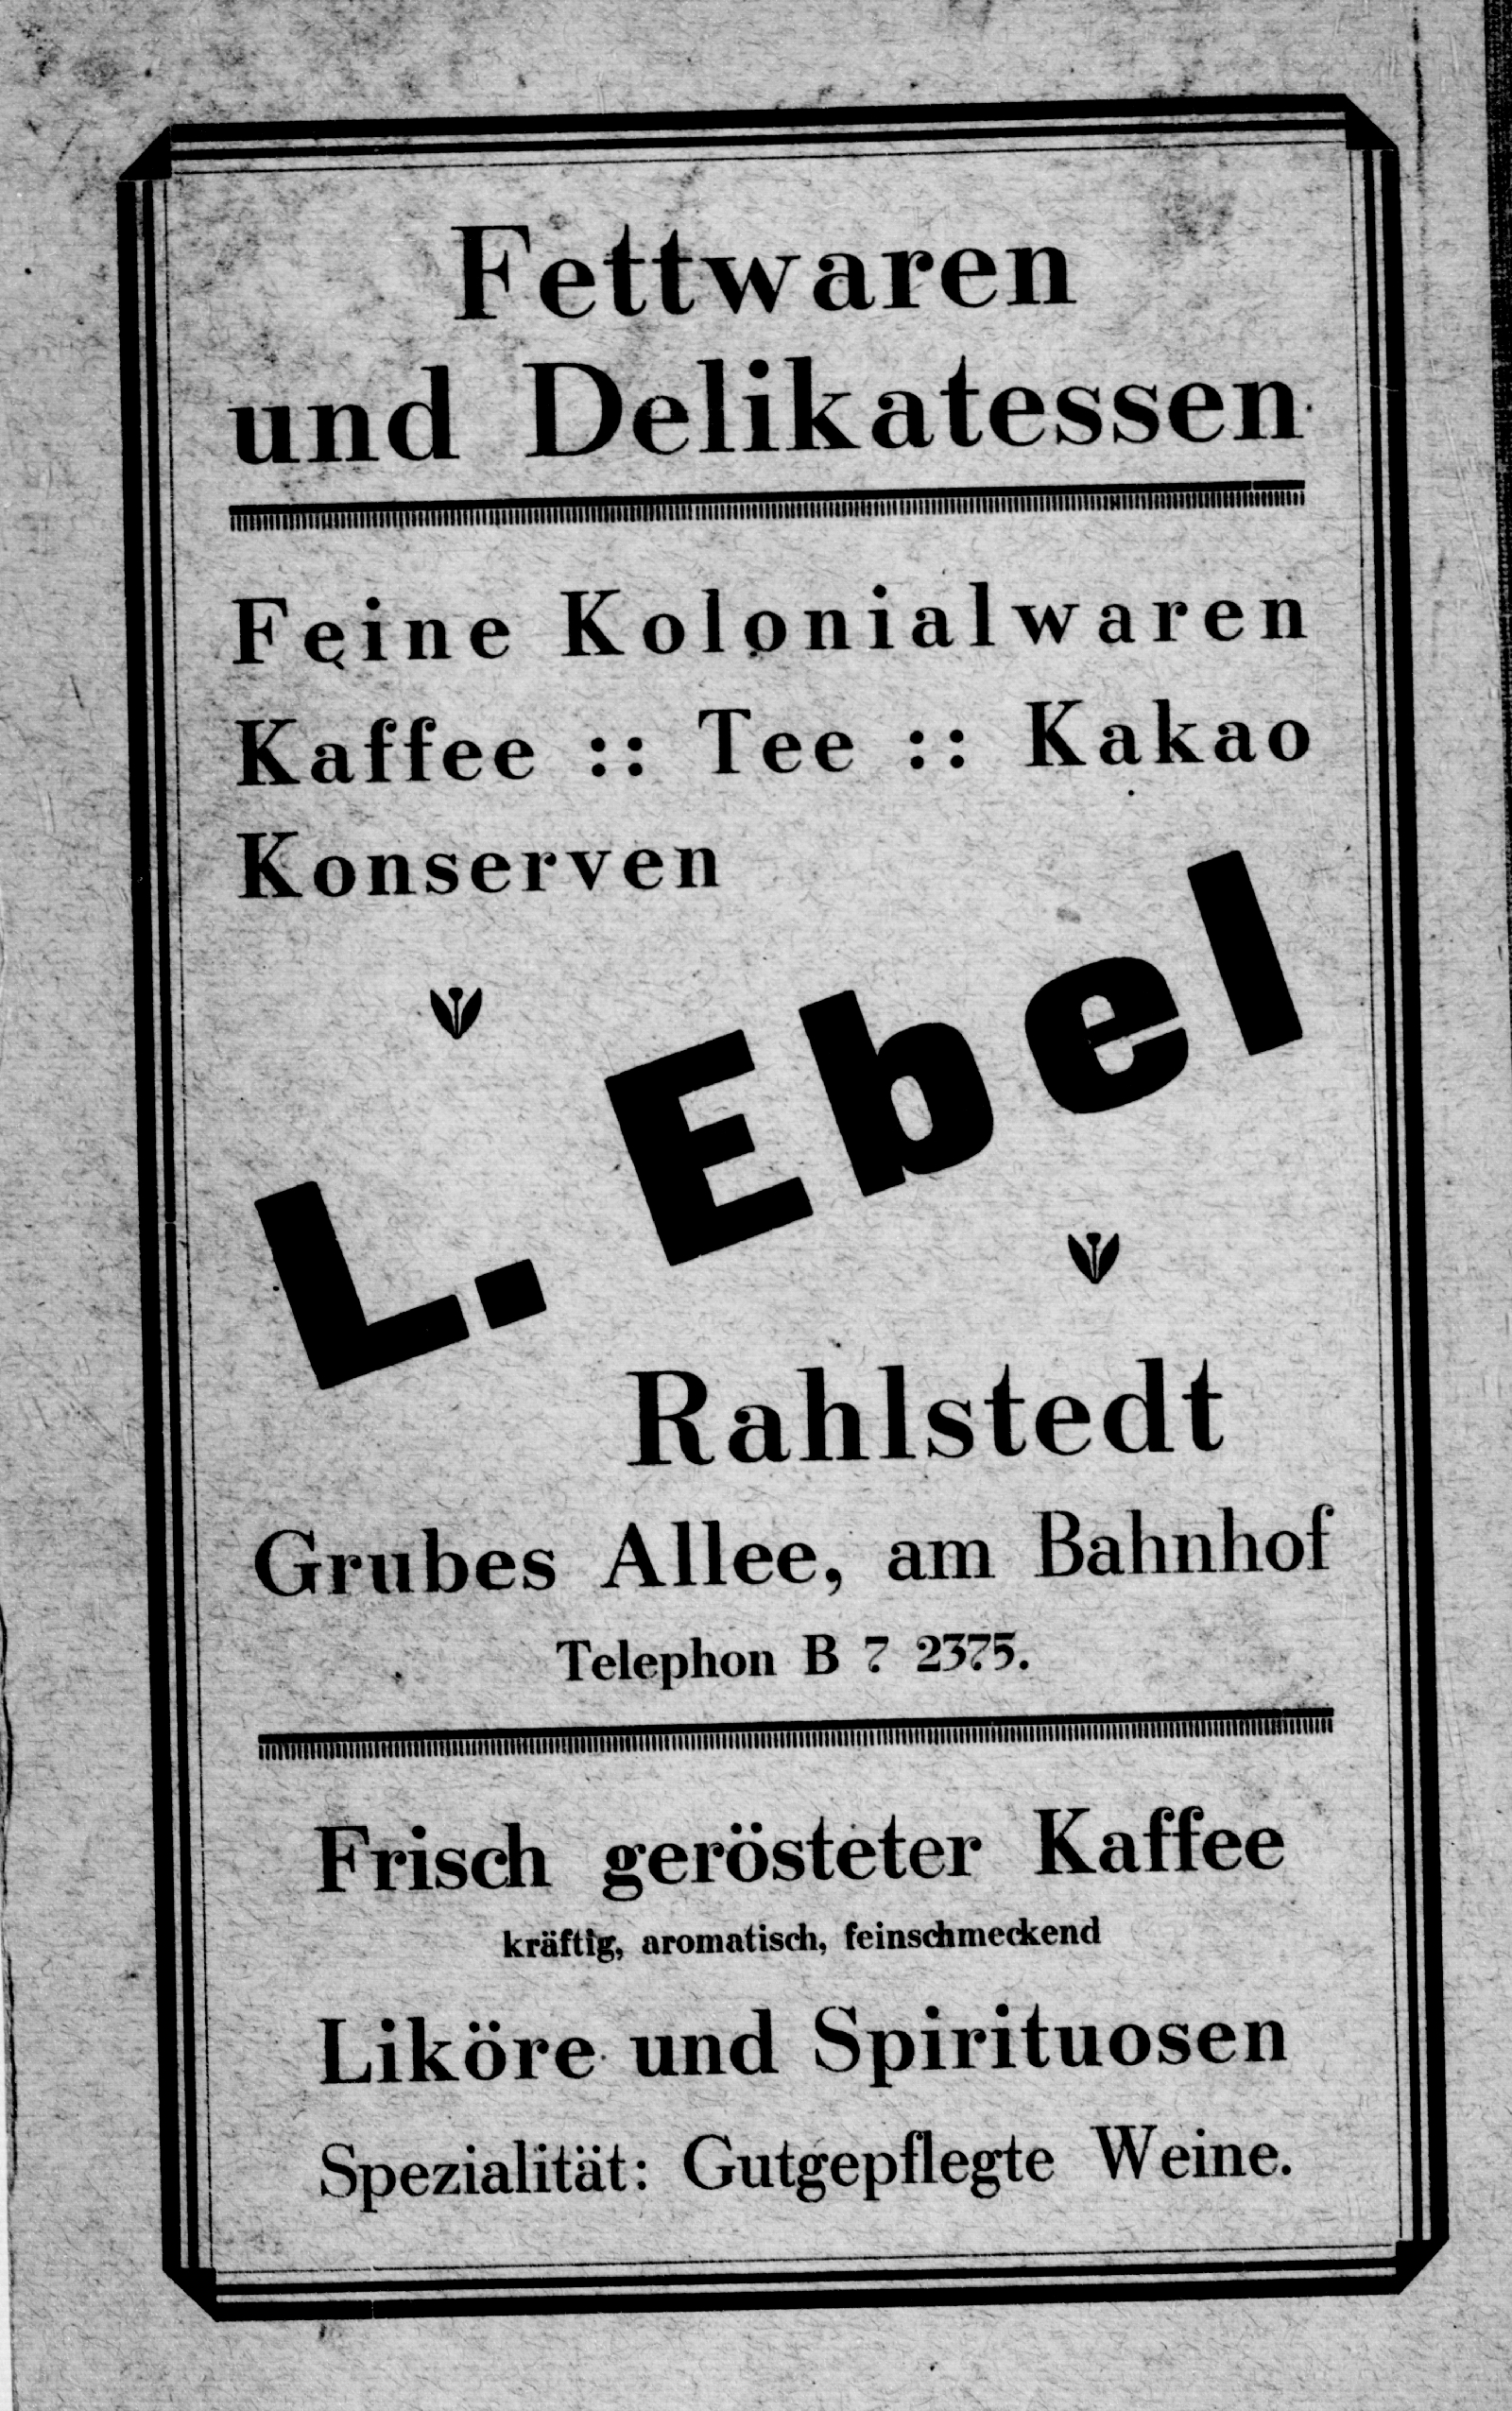 Fettwaren
und Delikatessen
Feine Kolonialwaren
Kaffee :: Tee :: Kakao
Konserven
L. Ebel
Rahlstedt
Grubes Allee, am Bahnhof
Telephon B 7 2375.
Frisch gerösteter Kaffee
kräftig, aromatisch, feinschmeckend
Liköre und Spirituosen
Spezialität: Gutgepflegte Weine.